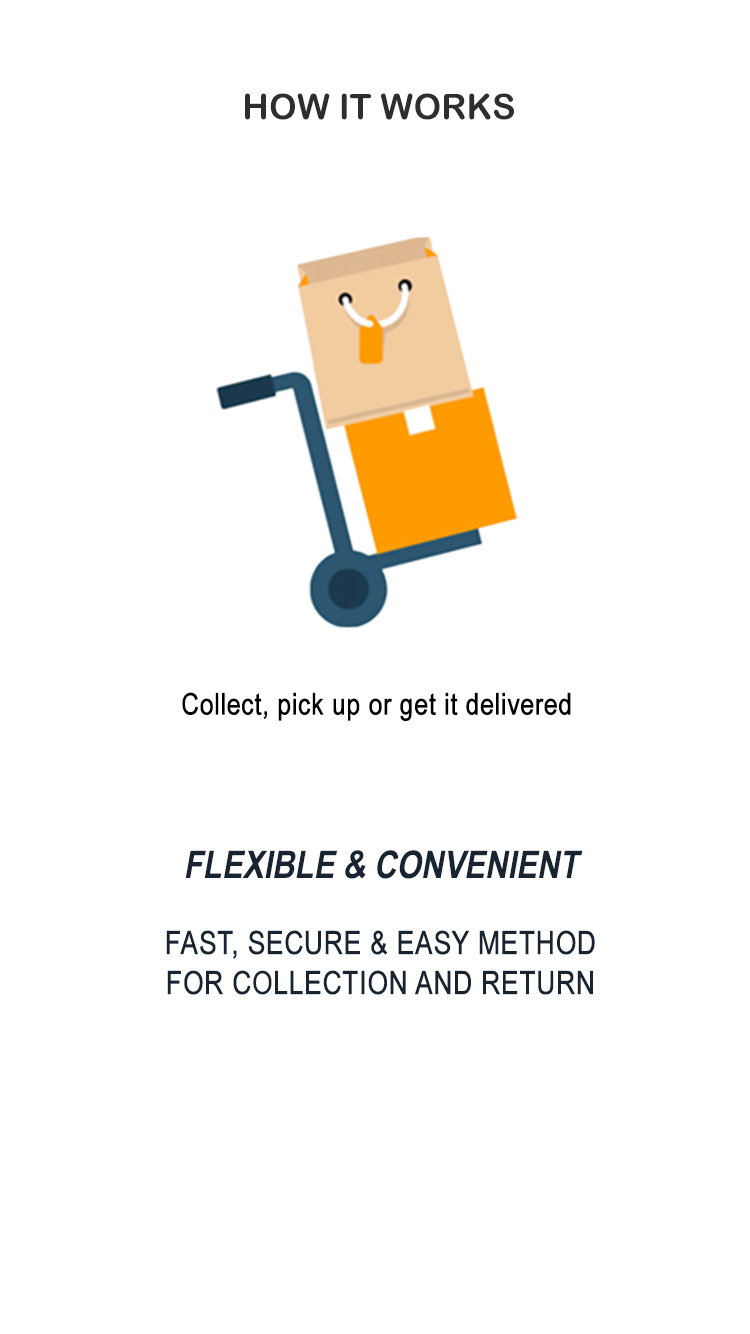 HOW IT WORKS
Collect, pick up or get it delivered
FLEXIBLE & CONVENIENT
FAST, SECURE & EASY METHOD
FOR COLLECTION AND RETURN